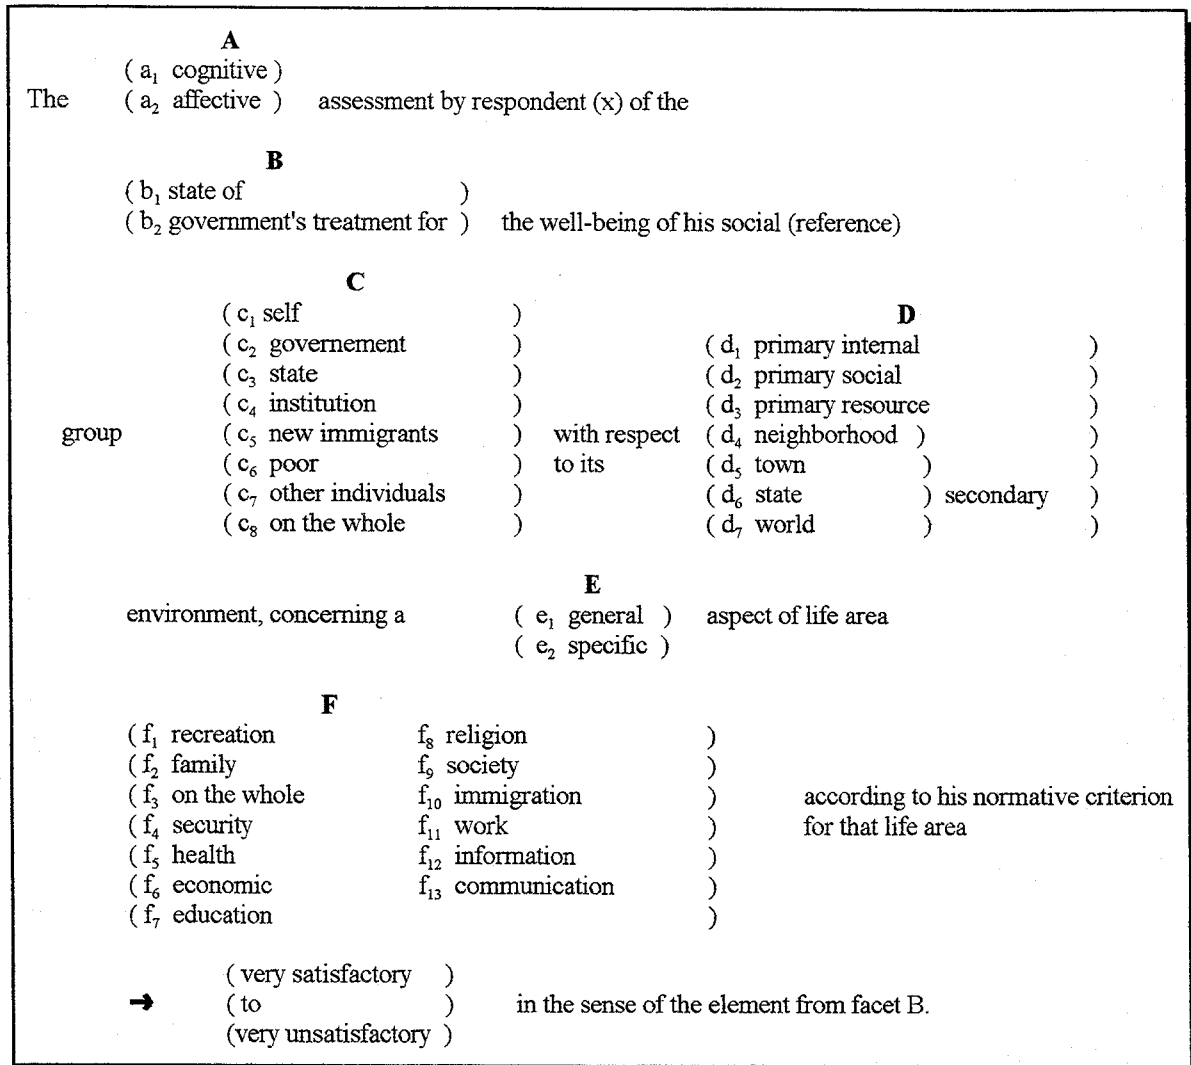 A
( a₁ cognitive )
The ( a₂ affective ) assessment by respondent (x) of the
B
( b₁ state of )
( b₂ government's treatment for ) the well-being of his social (reference)
C
( c₁ self ) D
( c₂ governement ) ( d₁ primary internal )
( c₃ state ) ( d₂ primary social )
( c₄ institution ) ( d₃ primary resource )
group ( c₅ new immigrants ) with respect ( d₄ neighborhood ) )
( c₆ poor ) to its ( d₅ town ) )
( c₇ other individuals ) ( d₆ state ) secondary )
( c₈ on the whole ) ( d₇ world ) )
E
environment, concerning a ( e₁ general ) aspect of life area
( e₂ specific )
F
( f₁ recreation f₈ religion )
( f₂ family f₉ society )
( f₃ on the whole f₁₀ immigration ) according to his normative criterion
( f₄ security f₁₁ work ) for that life area
( f₅ health f₁₂ information )
( f₆ economic f₁₃ communication )
( f₇ education )
( very satisfactory )
➔ ( to ) in the sense of the element from facet B.
(very unsatisfactory )